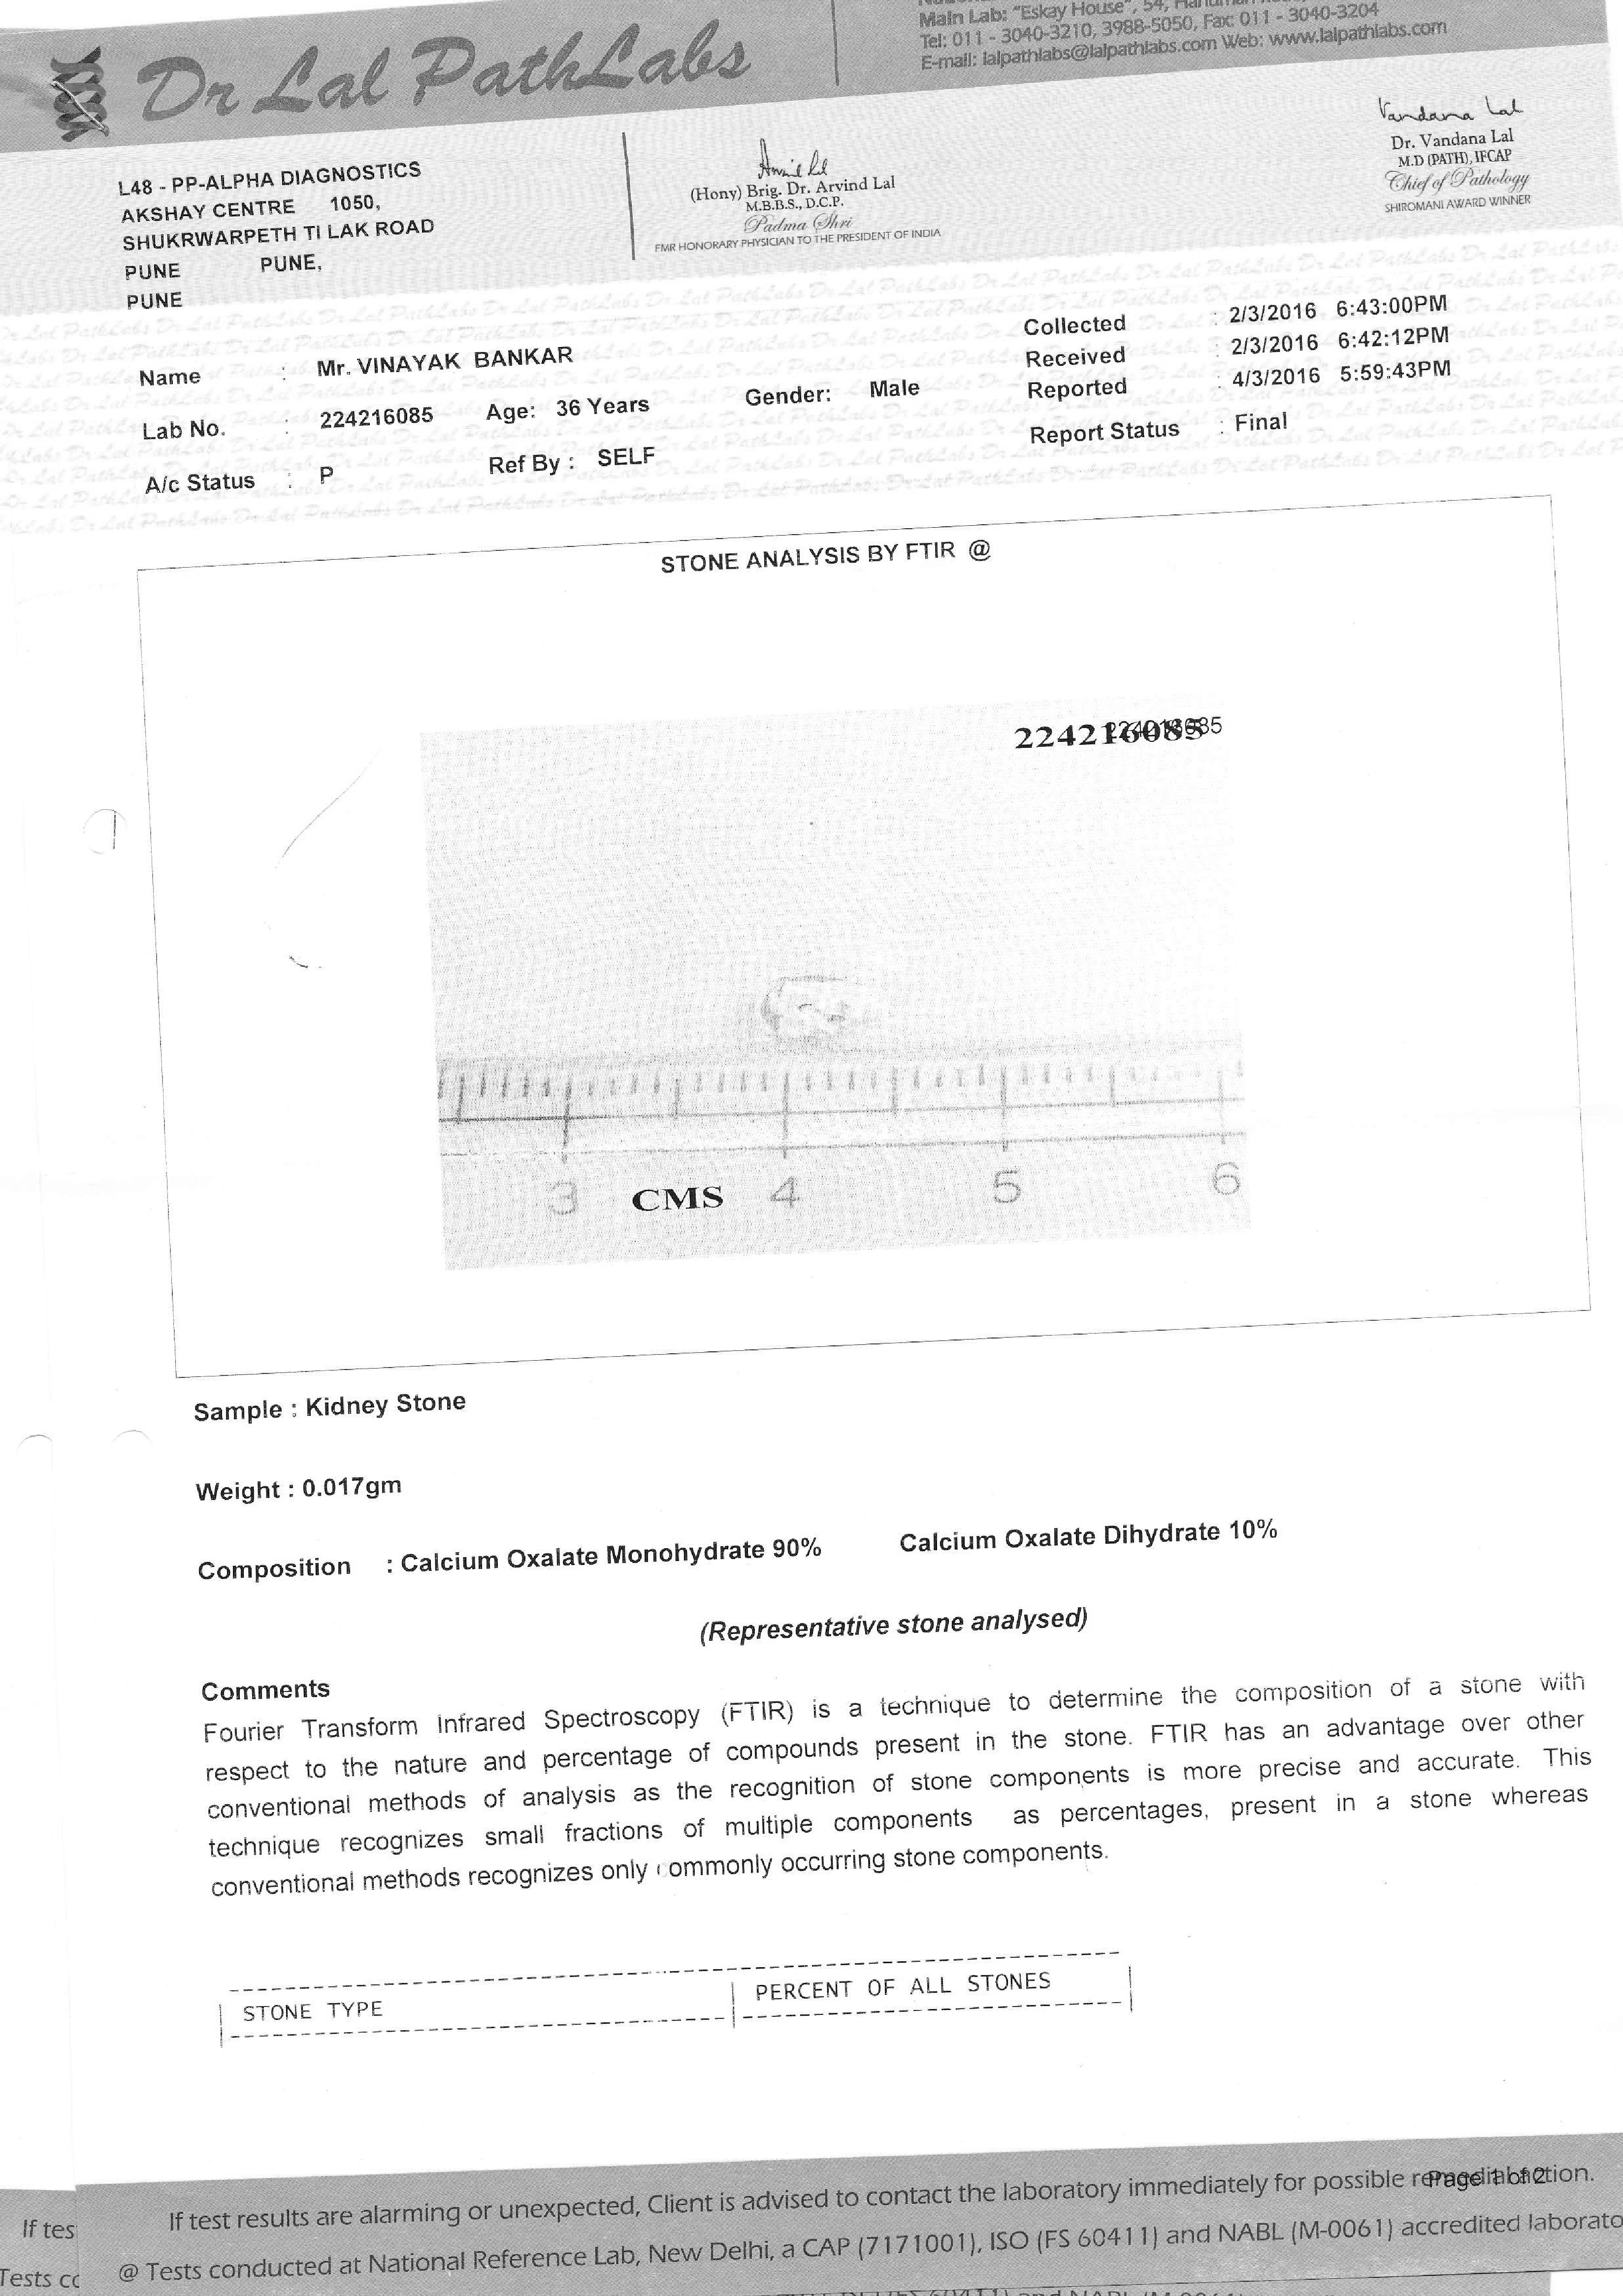 Dr Lal PathLabs
Main Lab: "Eskay House", 54,
Tel: 011 - 3040-3210, 3988-5050, Fax: 011 - 3040-3204
E-mail: lalpathlabs@lalpathlabs.com Web: www.lalpathlabs.com
L48 - PP-ALPHA DIAGNOSTICS
AKSHAY CENTRE 1050,
SHUKRWARPETH TI LAK ROAD
PUNE PUNE,
PUNE
(Hony) Brig. Dr. Arvind Lal
M.B.B.S., D.C.P.
Padma Shri
FMR HONORARY PHYSICIAN TO THE PRESIDENT OF INDIA
Vandana Lal
Dr. Vandana Lal
M.D (PATH), IFCAP
Chief of Pathology
SHIROMANI AWARD WINNER
Name : Mr. VINAYAK BANKAR
Lab No. : 224216085 Age: 36 Years Gender: Male
A/c Status : P Ref By : SELF
Collected : 2/3/2016 6:43:00PM
Received : 2/3/2016 6:42:12PM
Reported : 4/3/2016 5:59:43PM
Report Status : Final
STONE ANALYSIS BY FTIR @
224216085
3 CMS 4 5 6
Sample : Kidney Stone
Weight : 0.017gm
Composition : Calcium Oxalate Monohydrate 90% Calcium Oxalate Dihydrate 10%
(Representative stone analysed)
Comments
Fourier Transform Infrared Spectroscopy (FTIR) is a technique to determine the composition of a stone with
respect to the nature and percentage of compounds present in the stone. FTIR has an advantage over other
conventional methods of analysis as the recognition of stone components is more precise and accurate. This
technique recognizes small fractions of multiple components as percentages, present in a stone whereas
conventional methods recognizes only commonly occurring stone components.
STONE TYPE PERCENT OF ALL STONES
If test results are alarming or unexpected, Client is advised to contact the laboratory immediately for possible remedial action.
Page 1 of 2
@ Tests conducted at National Reference Lab, New Delhi, a CAP (7171001), ISO (FS 60411) and NABL (M-0061) accredited laborato
If tes
Tests cc